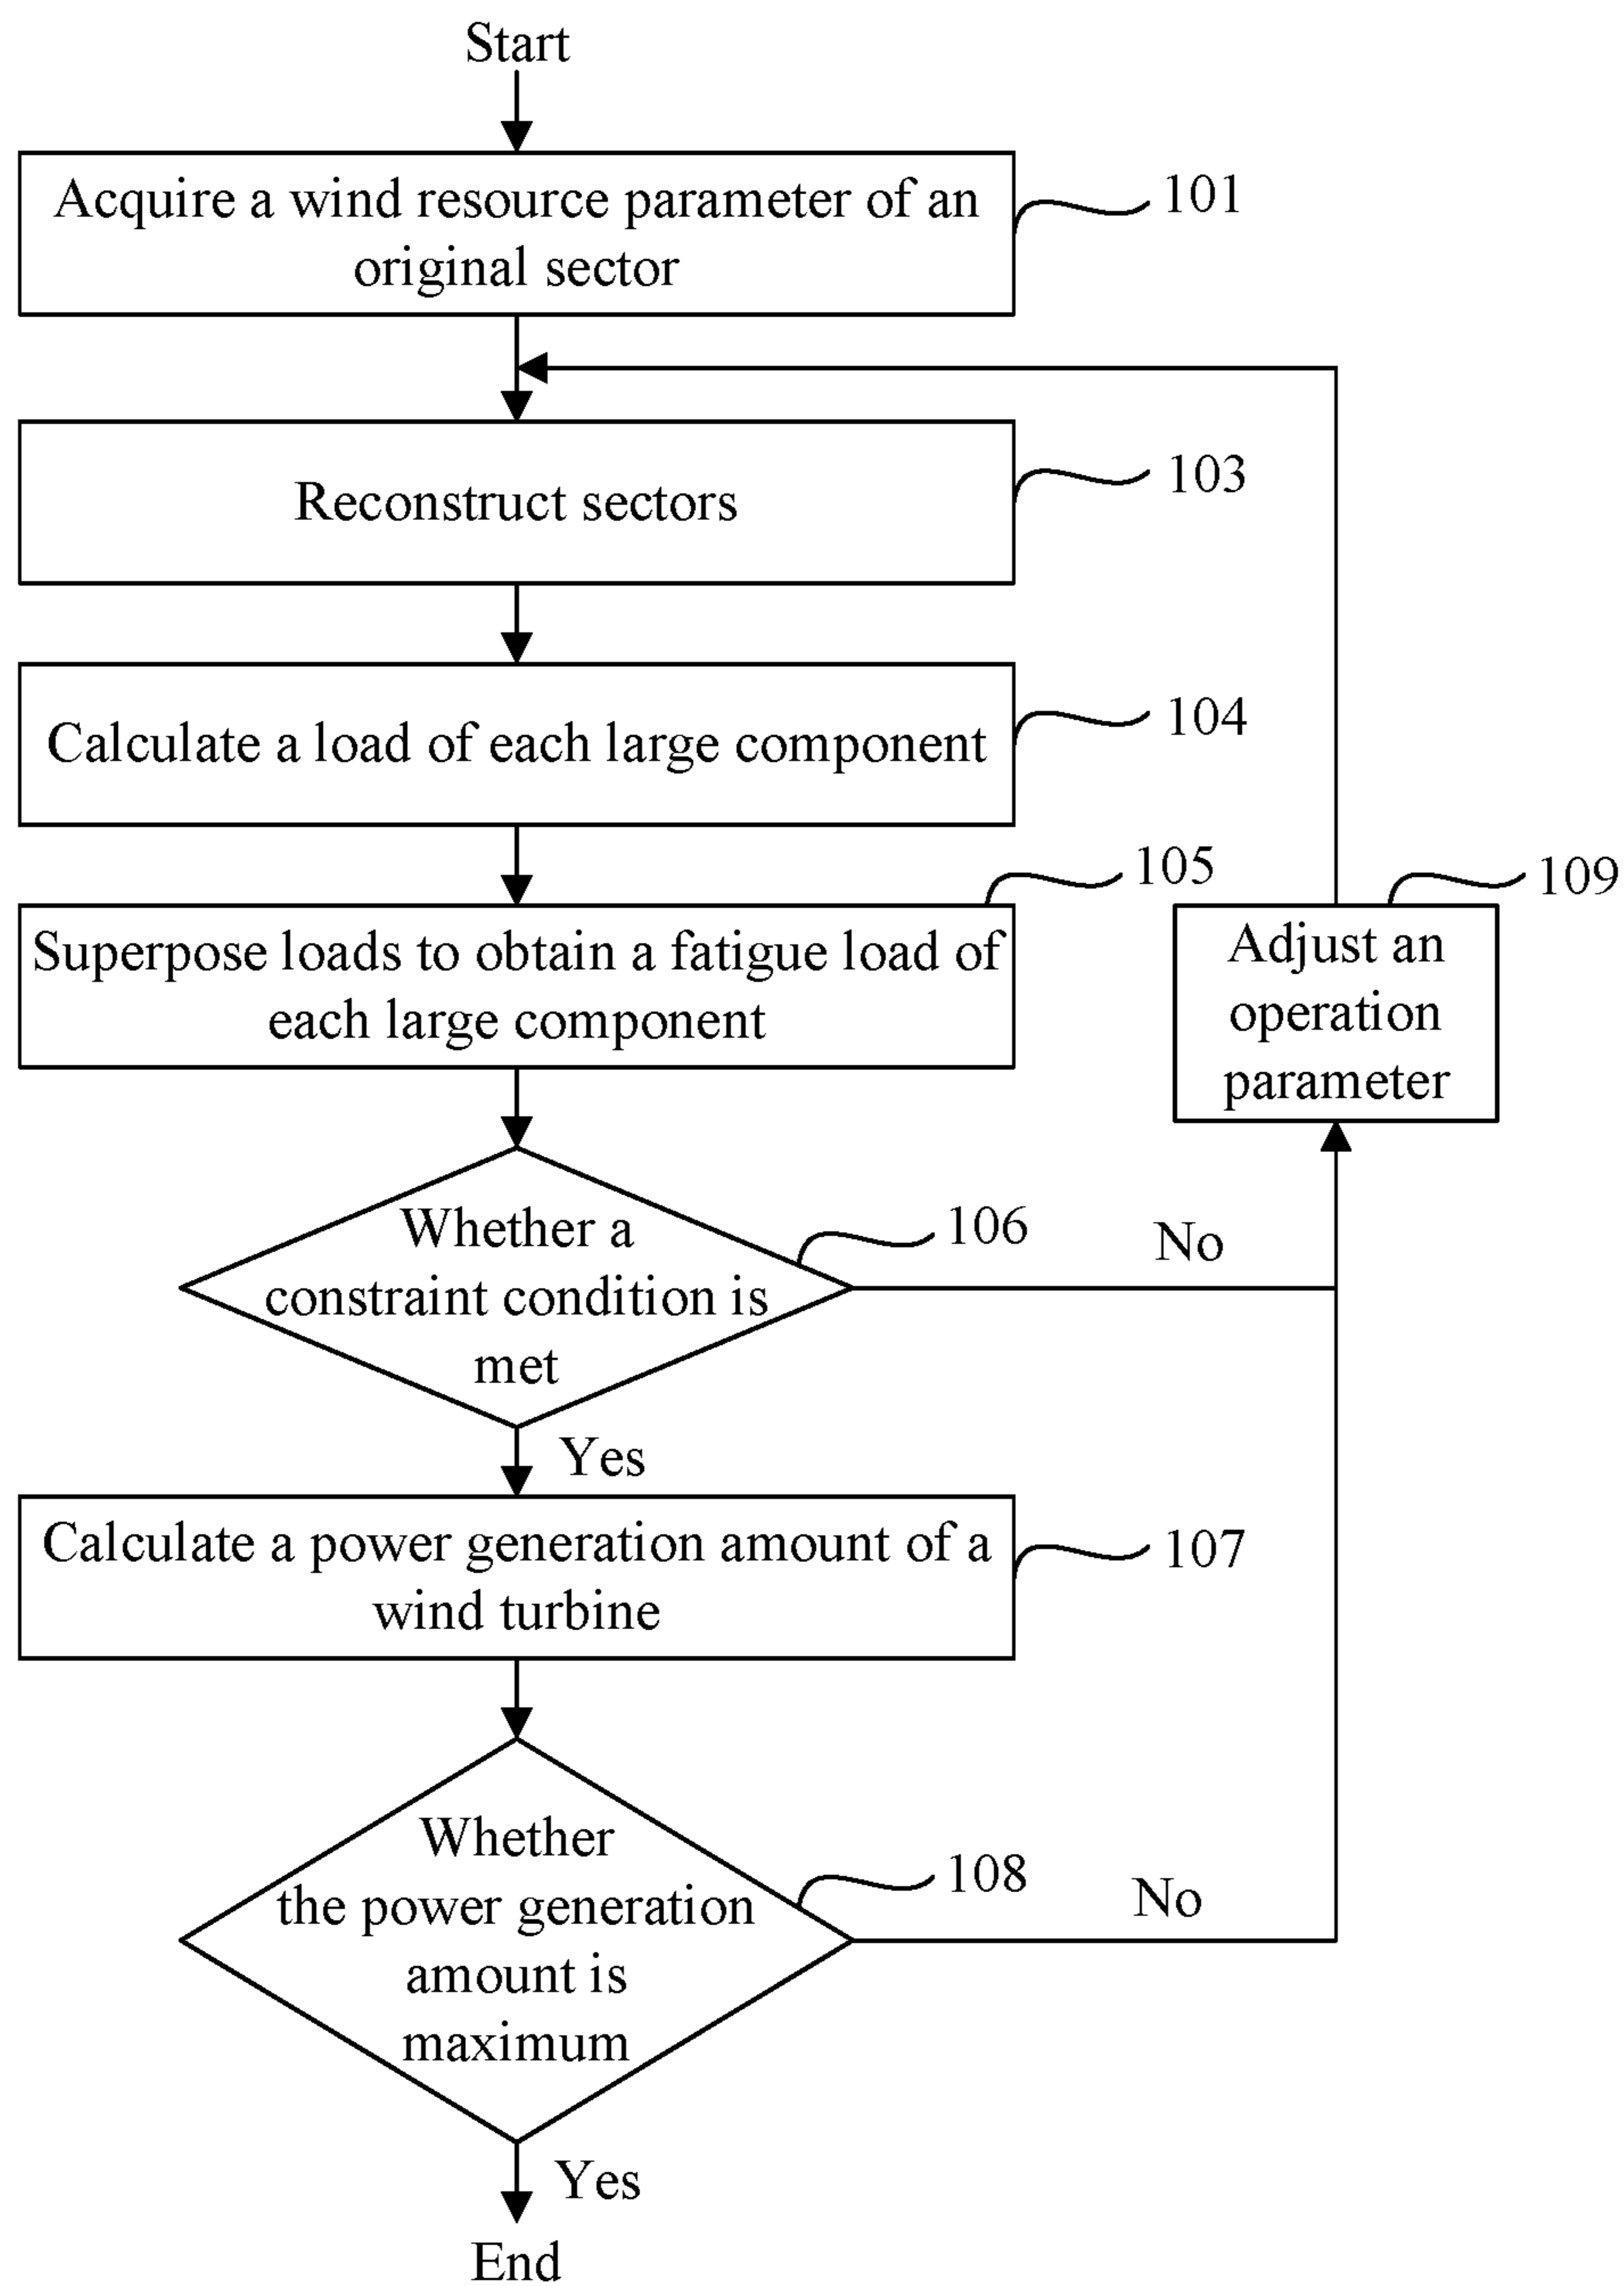 Start
Acquire a wind resource parameter of an
original sector
101
Reconstruct sectors
103
Calculate a load of each large component
104
Superpose loads to obtain a fatigue load of
each large component
105
Adjust an
operation
parameter
109
Whether a
constraint condition is
met
106
No
Yes
Calculate a power generation amount of a
wind turbine
107
Whether
the power generation
amount is
maximum
108
No
Yes
End